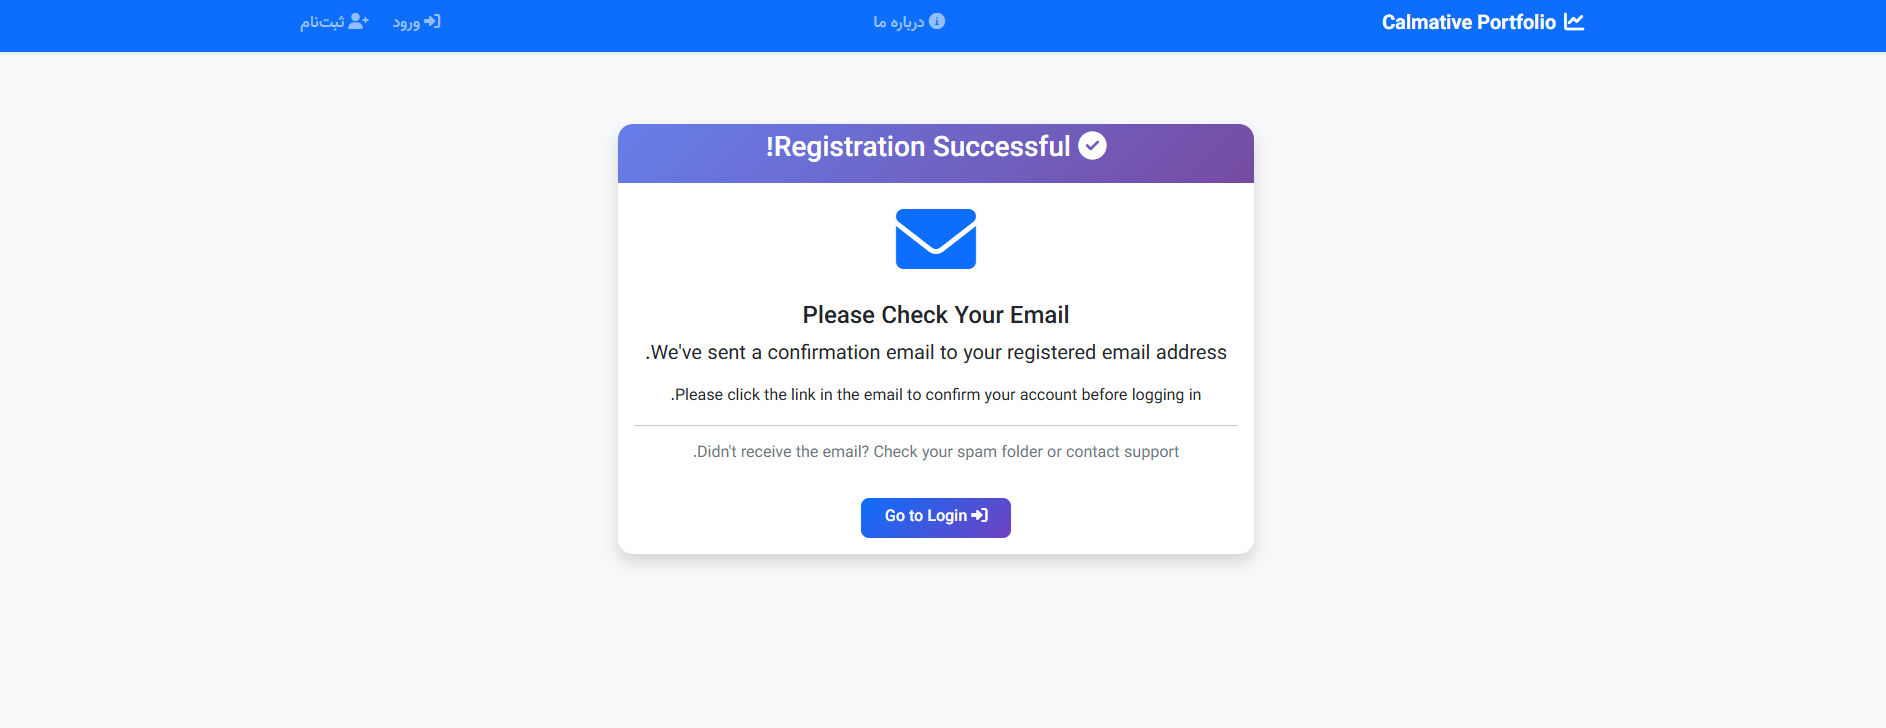 Calmative Portfolio
درباره ما
ورود
ثبت‌نام
!Registration Successful
Please Check Your Email
.We've sent a confirmation email to your registered email address
.Please click the link in the email to confirm your account before logging in
.Didn't receive the email? Check your spam folder or contact support
Go to Login